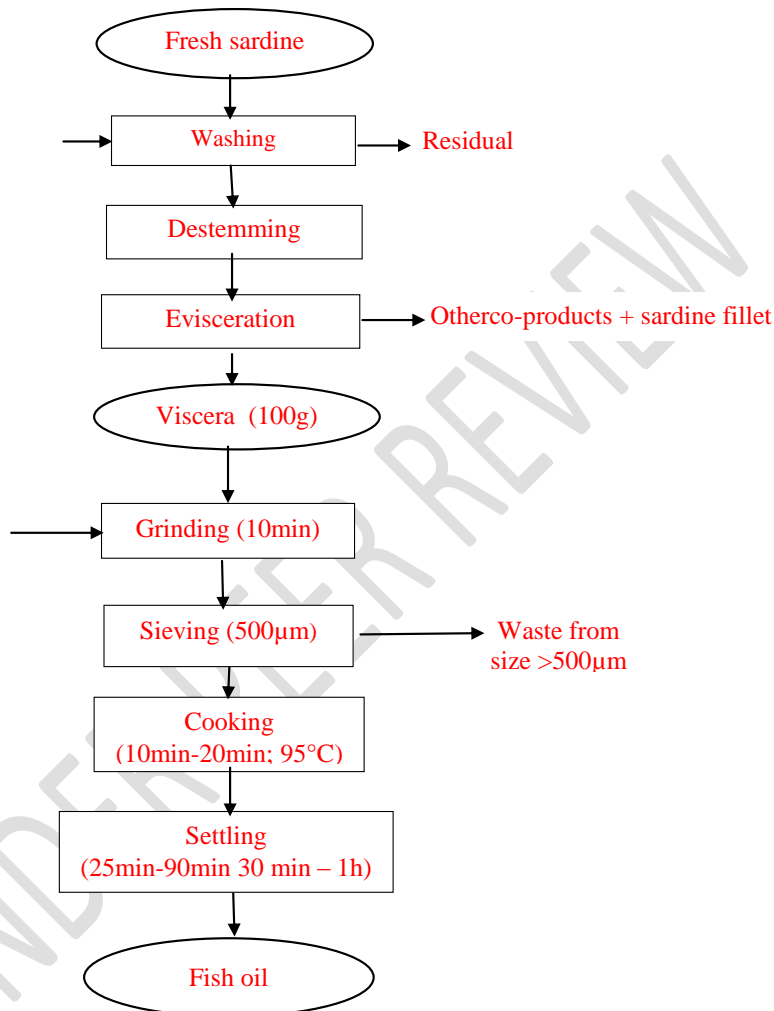 Fresh sardine
Washing
Residual
Destemming
Evisceration
Otherco-products + sardine fillet
Viscera (100g)
Grinding (10min)
Sieving (500µm)
Waste from
size >500µm
Cooking
(10min-20min; 95°C)
Settling
(25min-90min 30 min – 1h)
Fish oil
UNDER PEER REVIEW